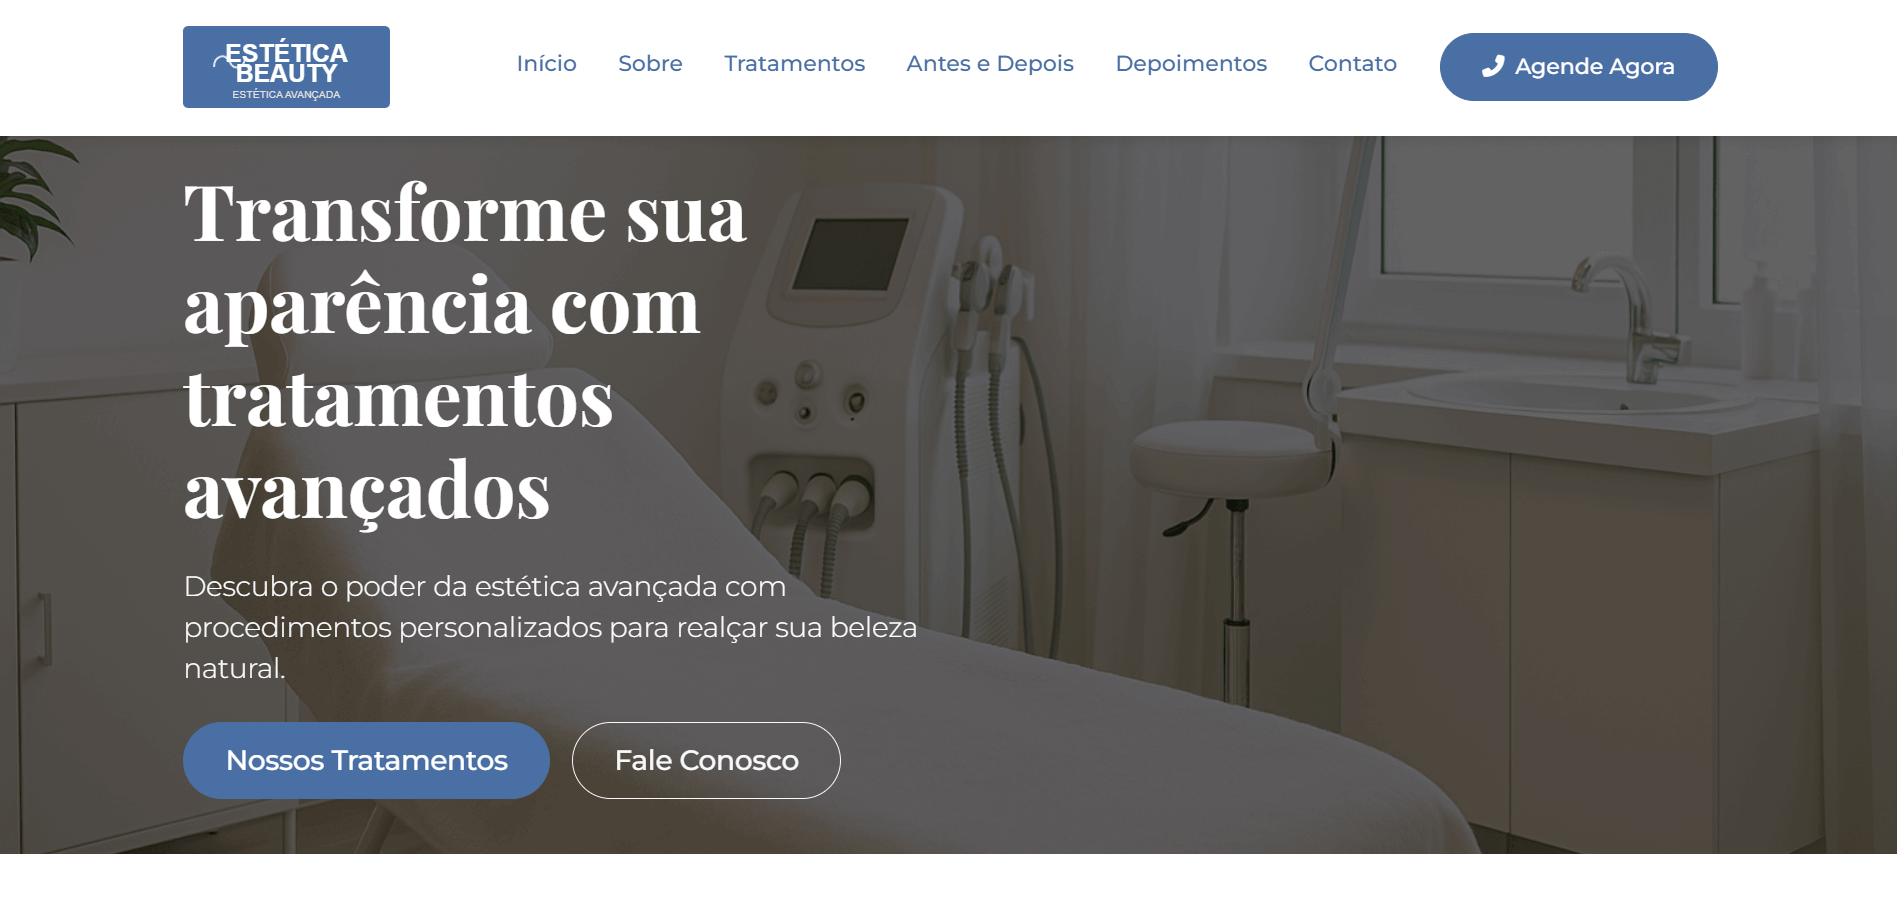 ESTÉTICA
BEAUTY
ESTÉTICA AVANÇADA
Início Sobre Tratamentos Antes e Depois Depoimentos Contato Agende Agora
Transforme sua
aparência com
tratamentos
avançados
Descubra o poder da estética avançada com
procedimentos personalizados para realçar sua beleza
natural.
Nossos Tratamentos Fale Conosco